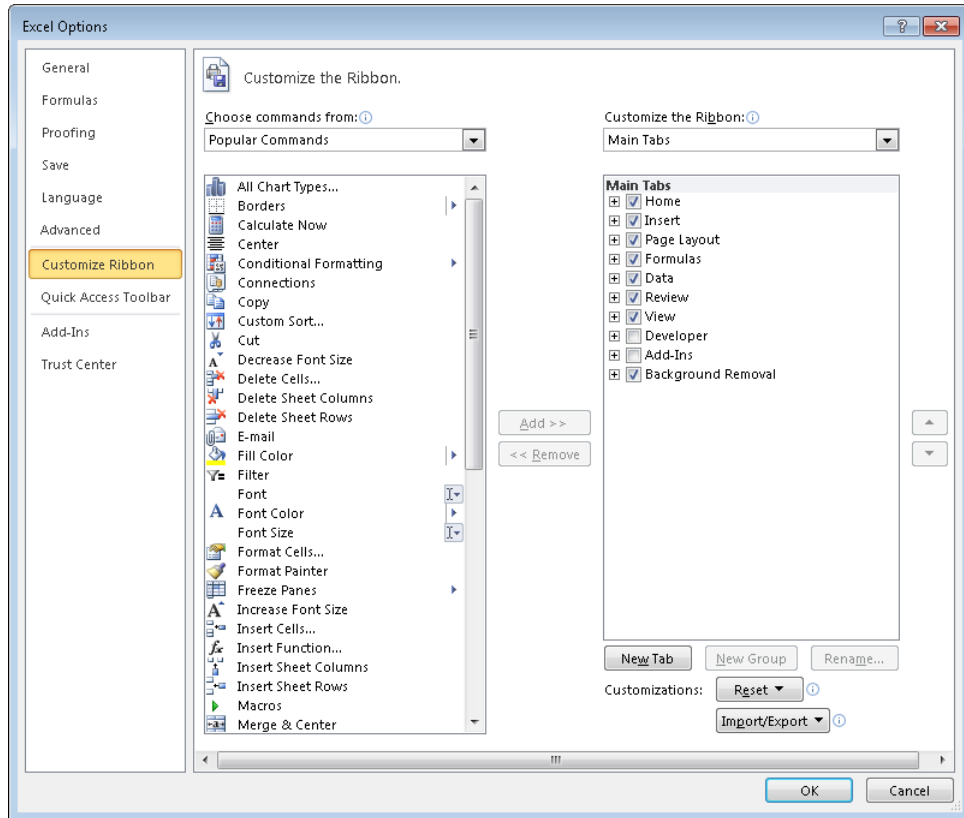 Excel Options
General
Formulas
Proofing
Save
Language
Advanced
Customize Ribbon
Quick Access Toolbar
Add-Ins
Trust Center
Customize the Ribbon.
Choose commands from:
Popular Commands
All Chart Types...
Borders
Calculate Now
Center
Conditional Formatting
Connections
Copy
Custom Sort...
Cut
Decrease Font Size
Delete Cells...
Delete Sheet Columns
Delete Sheet Rows
E-mail
Fill Color
Filter
Font
Font Color
Font Size
Format Cells...
Format Painter
Freeze Panes
Increase Font Size
Insert Cells...
Insert Function...
Insert Sheet Columns
Insert Sheet Rows
Macros
Merge & Center
Add >>
<< Remove
Customize the Ribbon:
Main Tabs
Main Tabs
Home
Insert
Page Layout
Formulas
Data
Review
View
Developer
Add-Ins
Background Removal
New Tab
New Group
Rename...
Customizations:
Reset
Import/Export
OK
Cancel